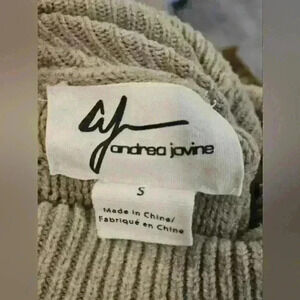 aj
andrea jovine
S
Made in China/
Fabriqué en Chine